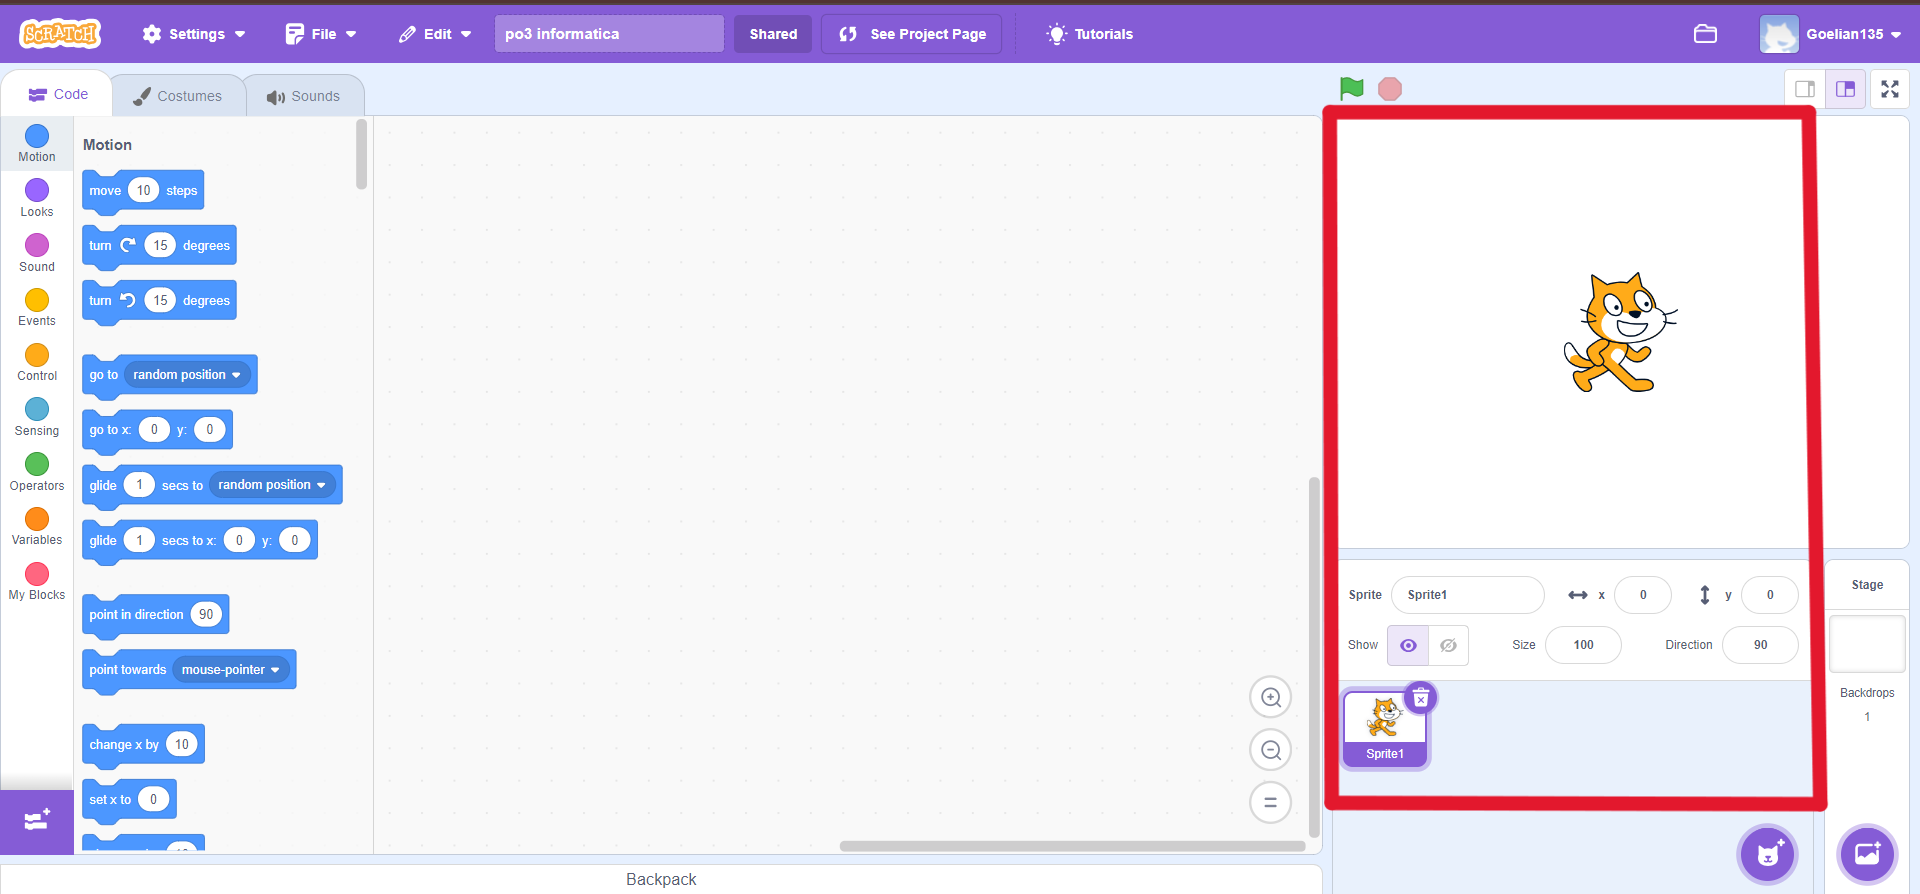 SCRATCH Settings File Edit po3 informatica Shared See Project Page Tutorials Goelian135
Code Costumes Sounds
Motion
Looks
Sound
Events
Control
Sensing
Operators
Variables
My Blocks
Motion
move 10 steps
turn 15 degrees
turn 15 degrees
go to random position
go to x: 0 y: 0
glide 1 secs to random position
glide 1 secs to x: 0 y: 0
point in direction 90
point towards mouse-pointer
change x by 10
set x to 0
Sprite Sprite1 x 0 y 0
Show Size 100 Direction 90
Sprite1
Stage
Backdrops
1
Backpack